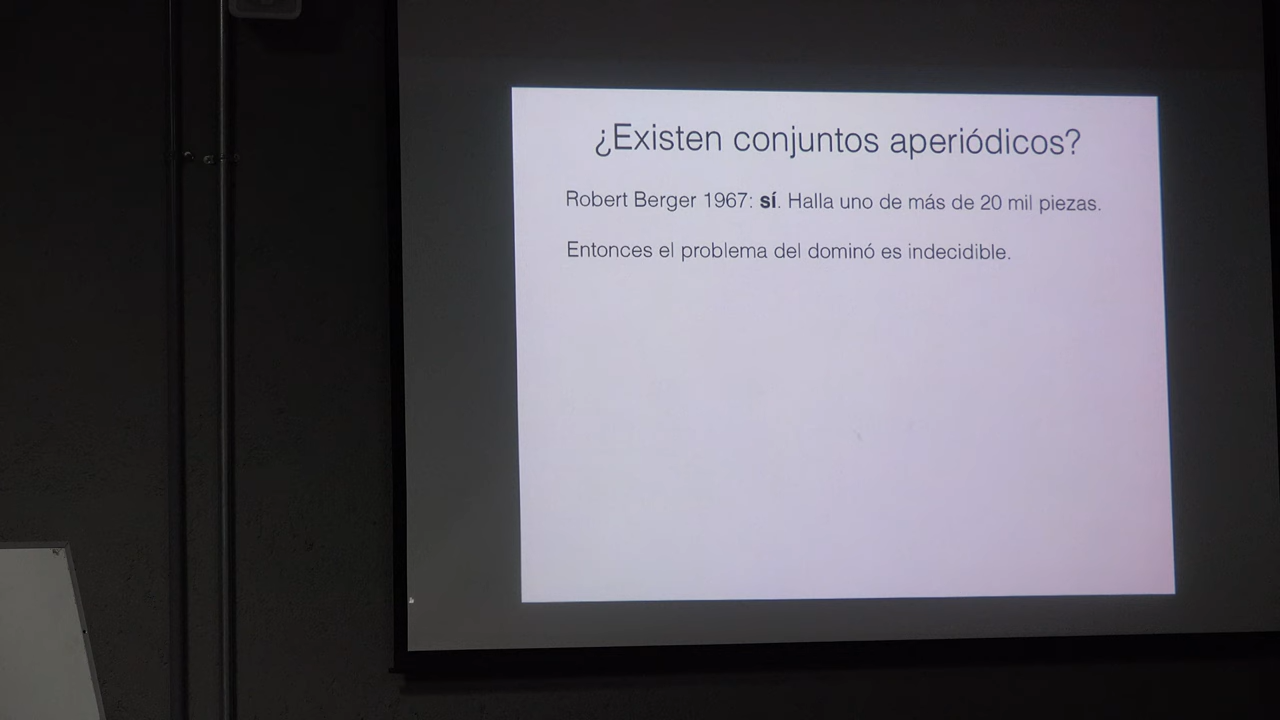 ¿Existen conjuntos aperiódicos?
Robert Berger 1967: sí. Halla uno de más de 20 mil piezas.
Entonces el problema del dominó es indecidible.